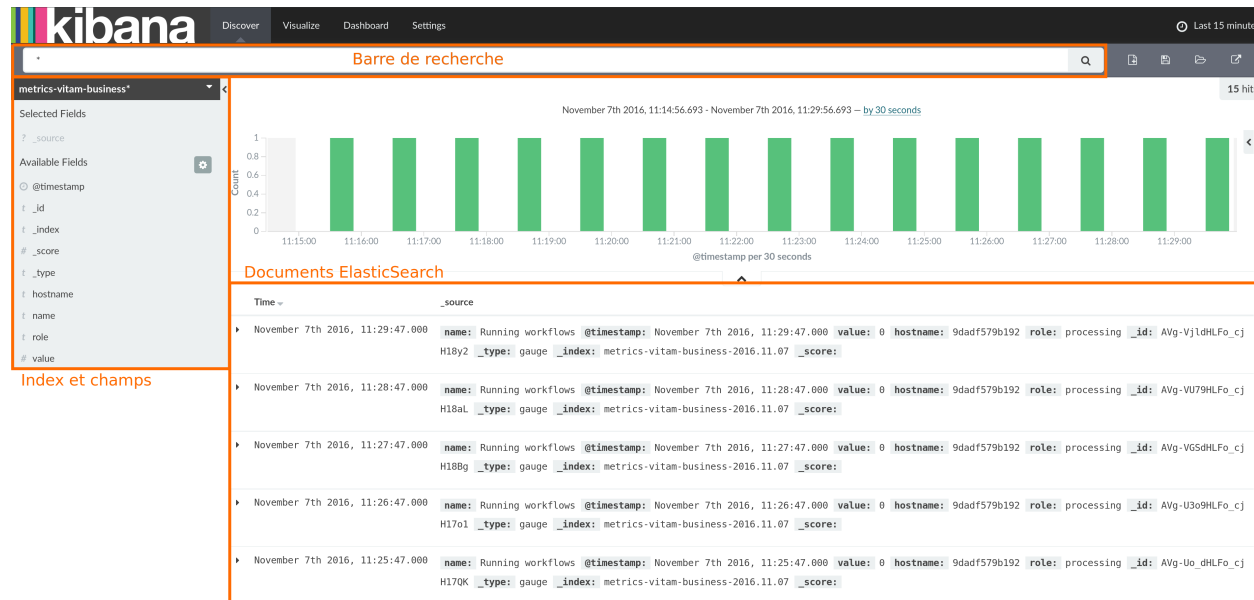 kibana Discover Visualize Dashboard Settings Last 15 minute
* Barre de recherche
metrics-vitam-business*
15 hit
Selected Fields
? _source
Available Fields
@timestamp
t _id
t _index
# _score
t _type
t hostname
t name
t role
# value
Index et champs
November 7th 2016, 11:14:56.693 - November 7th 2016, 11:29:56.693 — by 30 seconds
Count
1
0.8
0.6
0.4
0.2
0
11:15:00 11:16:00 11:17:00 11:18:00 11:19:00 11:20:00 11:21:00 11:22:00 11:23:00 11:24:00 11:25:00 11:26:00 11:27:00 11:28:00 11:29:00
@timestamp per 30 seconds
Documents ElasticSearch
Time _source
November 7th 2016, 11:29:47.000 name: Running workflows @timestamp: November 7th 2016, 11:29:47.000 value: 0 hostname: 9dadf579b192 role: processing _id: AVg-VjldHLFo_cj
H18y2 _type: gauge _index: metrics-vitam-business-2016.11.07 _score:
November 7th 2016, 11:28:47.000 name: Running workflows @timestamp: November 7th 2016, 11:28:47.000 value: 0 hostname: 9dadf579b192 role: processing _id: AVg-VU79HLFo_cj
H18aL _type: gauge _index: metrics-vitam-business-2016.11.07 _score:
November 7th 2016, 11:27:47.000 name: Running workflows @timestamp: November 7th 2016, 11:27:47.000 value: 0 hostname: 9dadf579b192 role: processing _id: AVg-VGSdHLFo_cj
H18Bg _type: gauge _index: metrics-vitam-business-2016.11.07 _score:
November 7th 2016, 11:26:47.000 name: Running workflows @timestamp: November 7th 2016, 11:26:47.000 value: 0 hostname: 9dadf579b192 role: processing _id: AVg-U3o9HLFo_cj
H17o1 _type: gauge _index: metrics-vitam-business-2016.11.07 _score:
November 7th 2016, 11:25:47.000 name: Running workflows @timestamp: November 7th 2016, 11:25:47.000 value: 0 hostname: 9dadf579b192 role: processing _id: AVg-Uo_dHLFo_cj
H17QK _type: gauge _index: metrics-vitam-business-2016.11.07 _score: